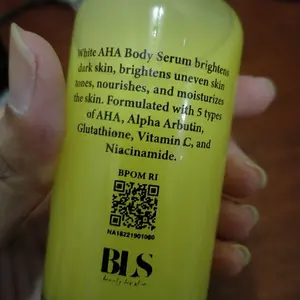 White AHA Body Serum brightens
dark skin, brightens uneven skin
tones, nourishes, and moisturizes
the skin. Formulated with 5 types
of AHA, Alpha Arbutin,
Glutathione, Vitamin C, and
Niacinamide.
BPOM RI
NA18221901060
BLS